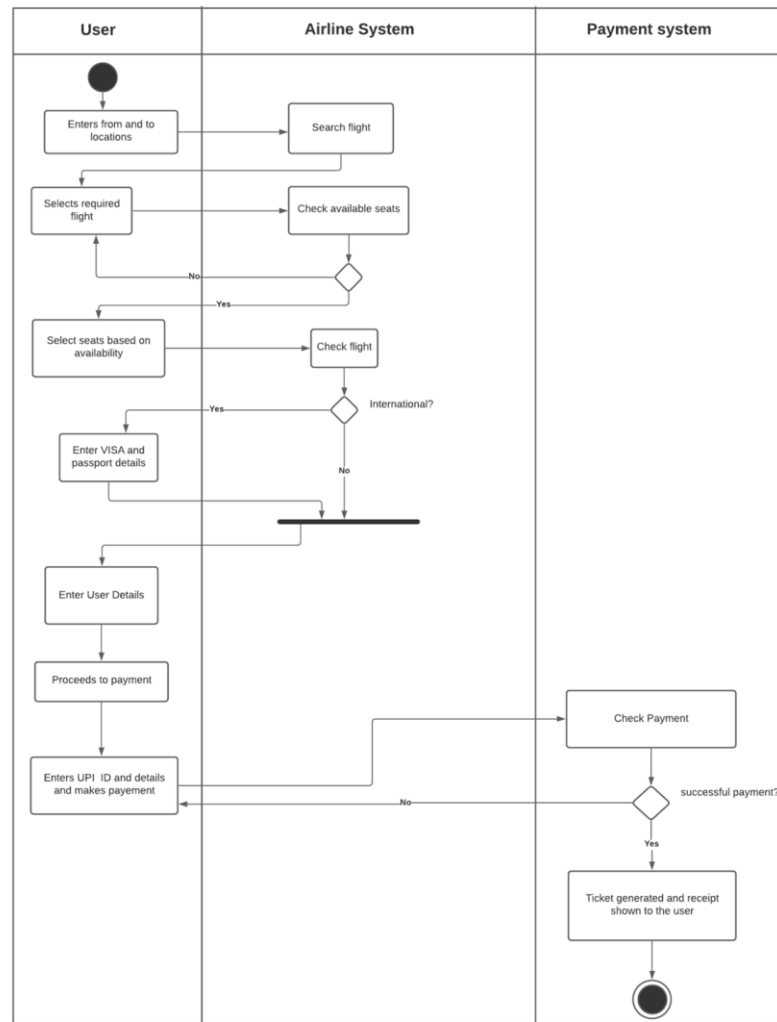 User
Airline System
Payment system
Enters from and to
locations
Search flight
Selects required
flight
Check available seats
No
Yes
Select seats based on
availability
Check flight
International?
Yes
Enter VISA and
passport details
No
Enter User Details
Proceeds to payment
Check Payment
Enters UPI ID and details
and makes payement
successful payment?
No
Yes
Ticket generated and receipt
shown to the user